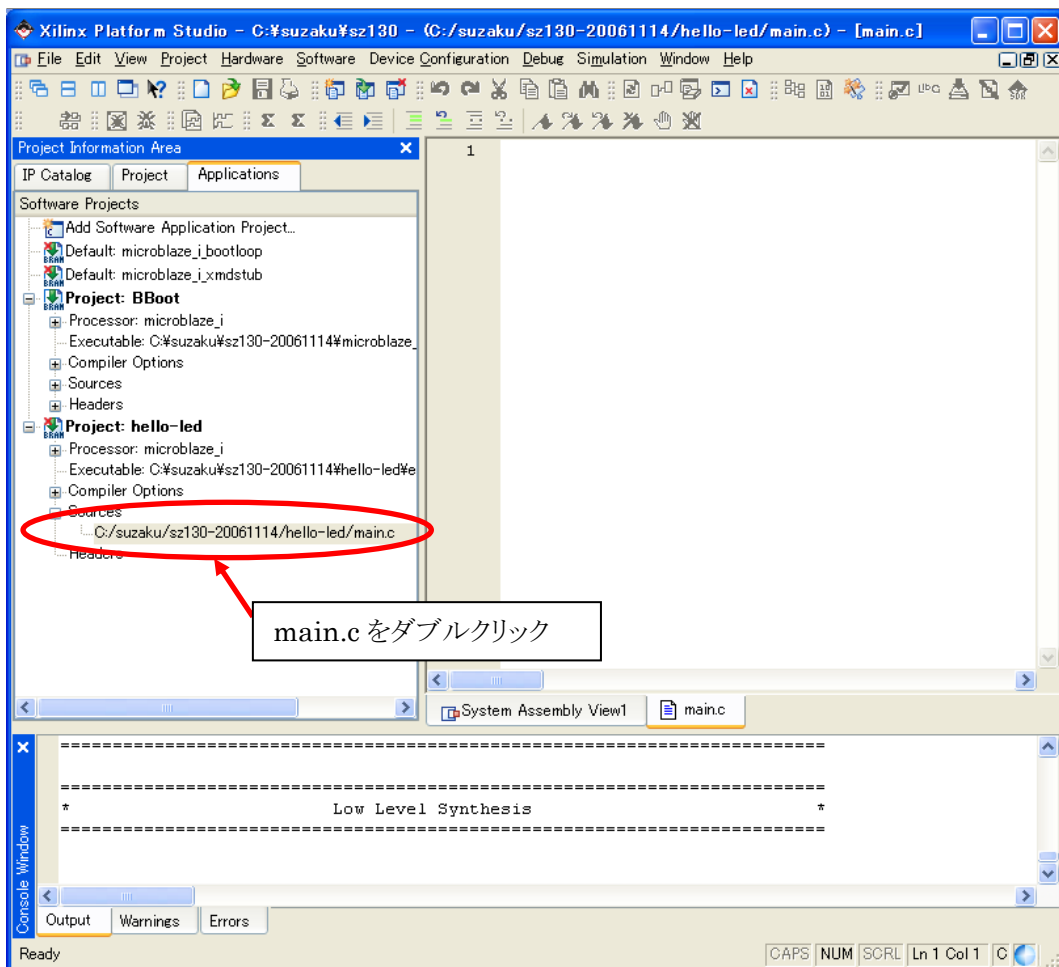 Xilinx Platform Studio - C:¥suzaku¥sz130 - (C:/suzaku/sz130-20061114/hello-led/main.c) - [main.c]
File Edit View Project Hardware Software Device Configuration Debug Simulation Window Help
Project Information Area
IP Catalog Project Applications
Software Projects
Add Software Application Project...
Default: microblaze_i_bootloop
Default: microblaze_i_xmdstub
Project: BBoot
Processor: microblaze_i
Executable: C:¥suzaku¥sz130-20061114¥microblaze_
Compiler Options
Sources
Headers
Project: hello-led
Processor: microblaze_i
Executable: C:¥suzaku¥sz130-20061114¥hello-led¥e
Compiler Options
Sources
C:/suzaku/sz130-20061114/hello-led/main.c
Headers
1
main.c をダブルクリック
System Assembly View1 main.c
=========================================================================
=========================================================================
* Low Level Synthesis *
=========================================================================
Console Window
Output Warnings Errors
Ready CAPS NUM SCRL Ln 1 Col 1 C